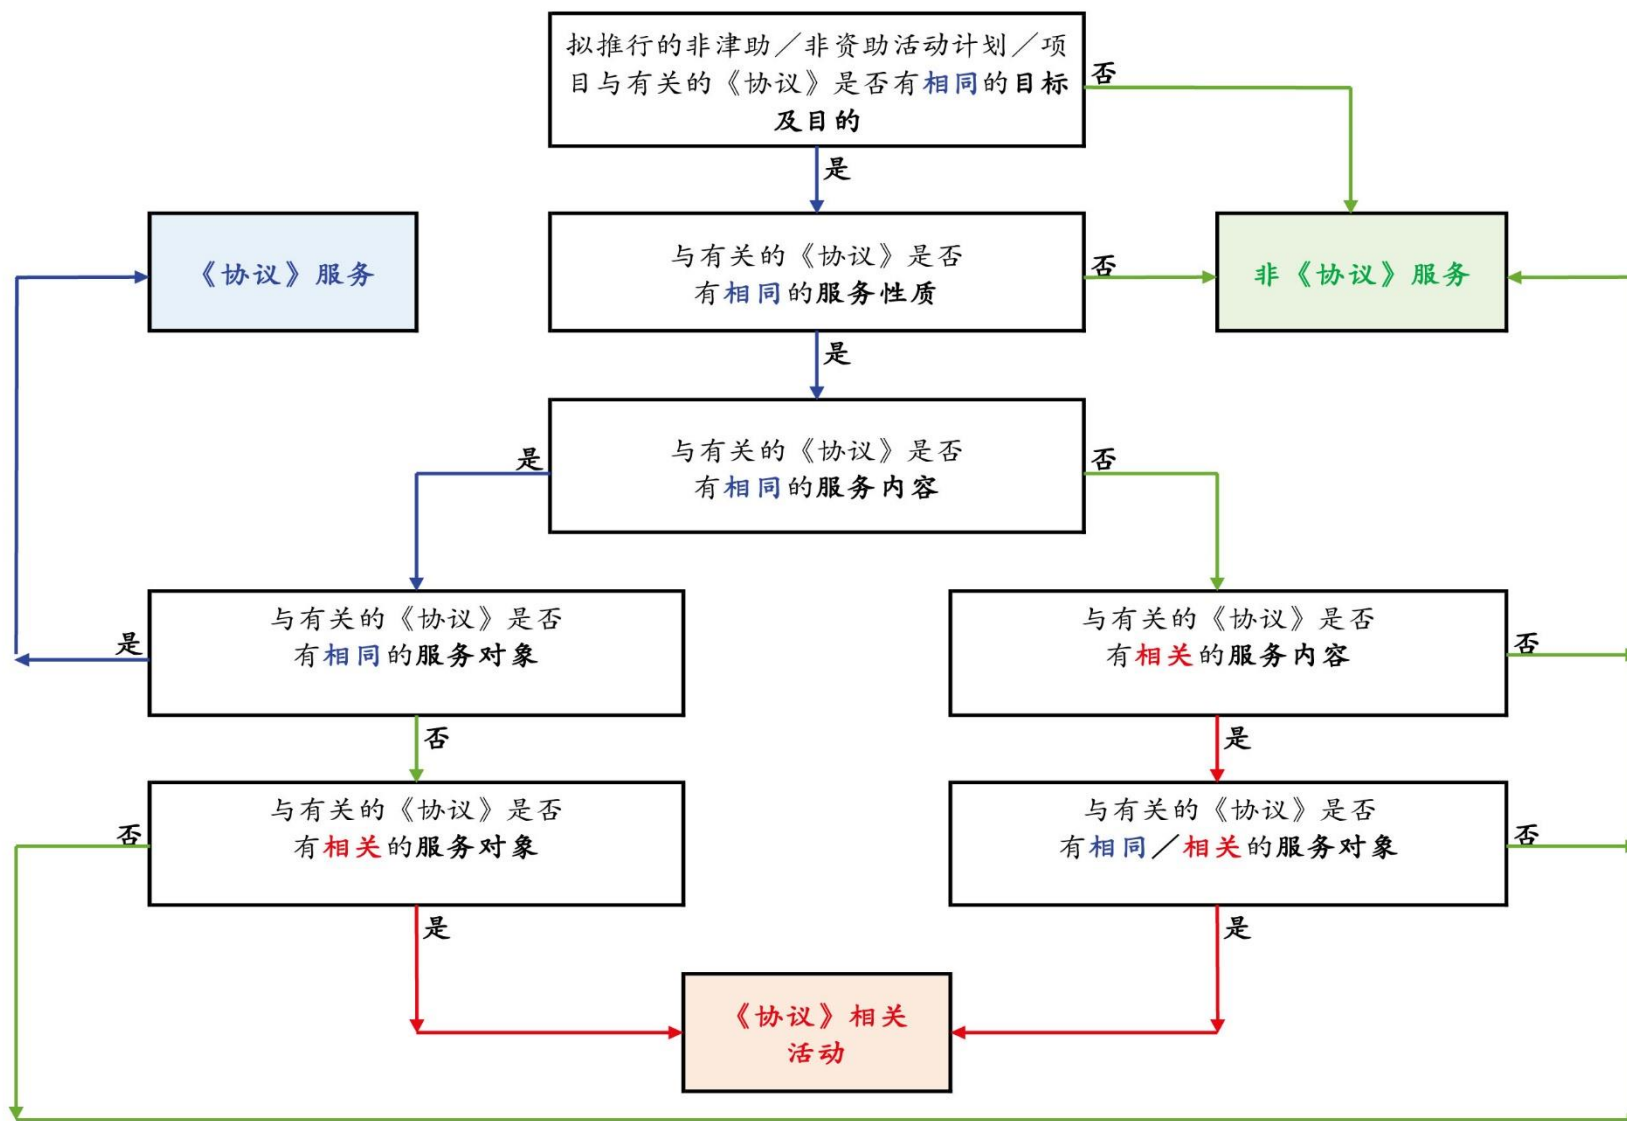 拟推行的非津助／非资助活动计划／项
目与有关的《协议》是否有相同的目标
及目的
否
是
《协议》服务
与有关的《协议》是否
有相同的服务性质
否
非《协议》服务
是
与有关的《协议》是否
有相同的服务内容
是
否
与有关的《协议》是否
有相同的服务对象
是
与有关的《协议》是否
有相关的服务内容
否
否
是
与有关的《协议》是否
有相关的服务对象
否
与有关的《协议》是否
有相同／相关的服务对象
否
是
是
《协议》相关
活动